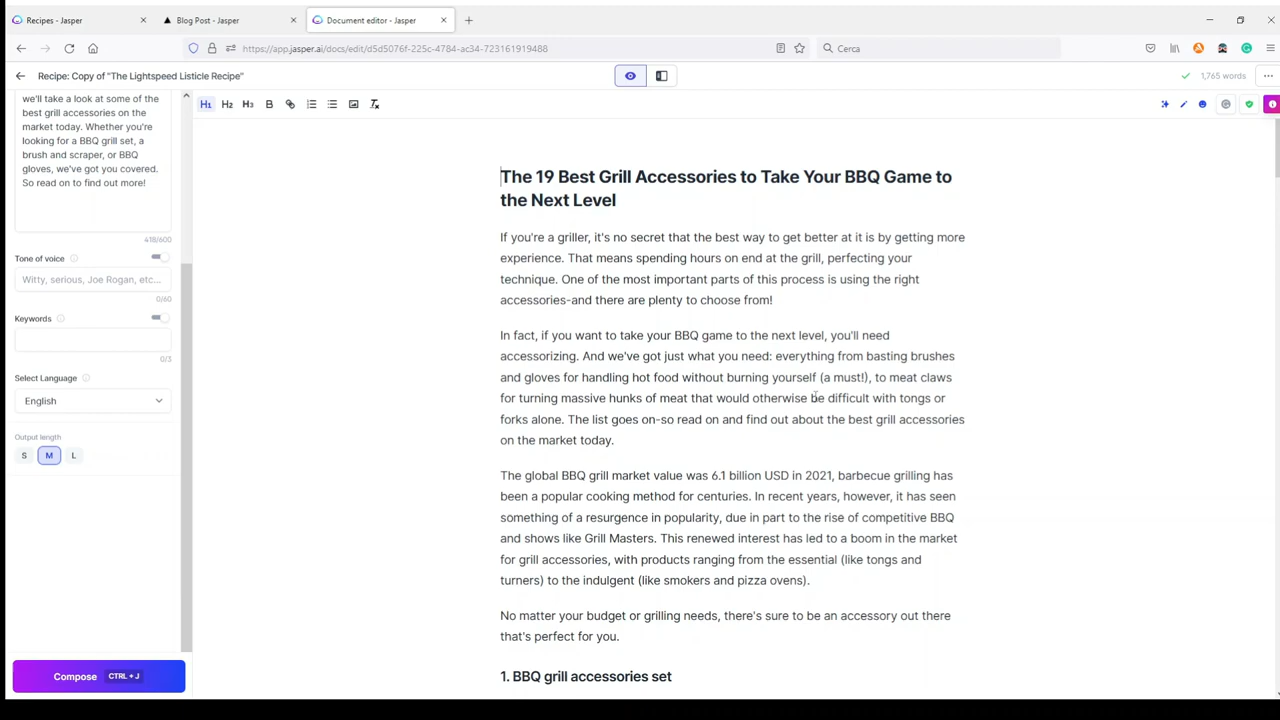 Recipes - Jasper
Blog Post - Jasper
Document editor - Jasper
https://app.jasper.ai/docs/edit/d5d5076f-225c-4784-ac34-723161919488
Cerca
Recipe: Copy of "The Lightspeed Listicle Recipe"
1,765 words
we'll take a look at some of the
best grill accessories on the
market today. Whether you're
looking for a BBQ grill set, a
brush and scraper, or BBQ
gloves, we've got you covered.
So read on to find out more!
418/600
Tone of voice
Witty, serious, Joe Rogan, etc...
0/60
Keywords
0/3
Select Language
English
Output length
S M L
Compose CTRL + J
H1 H2 H3 B
The 19 Best Grill Accessories to Take Your BBQ Game to
the Next Level
If you're a griller, it's no secret that the best way to get better at it is by getting more
experience. That means spending hours on end at the grill, perfecting your
technique. One of the most important parts of this process is using the right
accessories-and there are plenty to choose from!
In fact, if you want to take your BBQ game to the next level, you'll need
accessorizing. And we've got just what you need: everything from basting brushes
and gloves for handling hot food without burning yourself (a must!), to meat claws
for turning massive hunks of meat that would otherwise be difficult with tongs or
forks alone. The list goes on-so read on and find out about the best grill accessories
on the market today.
The global BBQ grill market value was 6.1 billion USD in 2021, barbecue grilling has
been a popular cooking method for centuries. In recent years, however, it has seen
something of a resurgence in popularity, due in part to the rise of competitive BBQ
and shows like Grill Masters. This renewed interest has led to a boom in the market
for grill accessories, with products ranging from the essential (like tongs and
turners) to the indulgent (like smokers and pizza ovens).
No matter your budget or grilling needs, there's sure to be an accessory out there
that's perfect for you.
1. BBQ grill accessories set